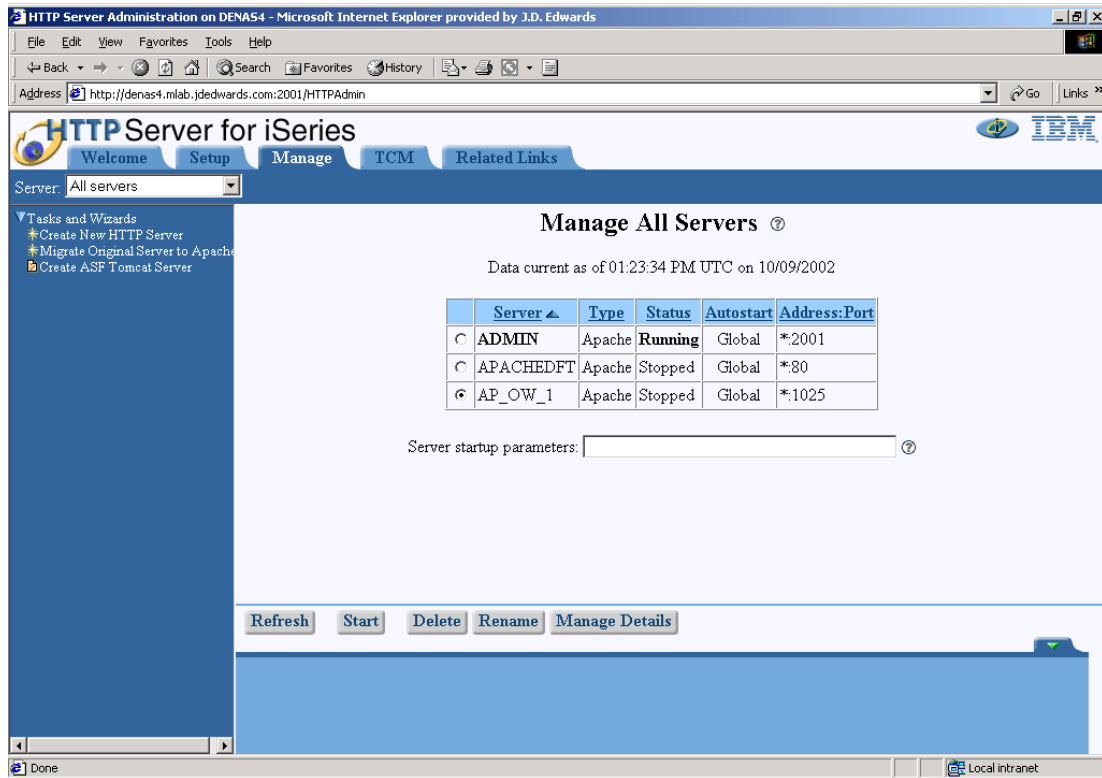 HTTP Server Administration on DENAS4 - Microsoft Internet Explorer provided by J.D. Edwards
File Edit View Favorites Tools Help
Back Search Favorites History
Address http://denas4.mlab.jdedwards.com:2001/HTTPAdmin Go Links »
HTTP Server for iSeries IBM
Welcome Setup Manage TCM Related Links
Server: All servers
Tasks and Wizards
Create New HTTP Server
Migrate Original Server to Apache
Create ASF Tomcat Server
Manage All Servers ?
Data current as of 01:23:34 PM UTC on 10/09/2002
Server Type Status Autostart Address:Port
ADMIN Apache Running Global *:2001
APACHEDFT Apache Stopped Global *:80
AP_OW_1 Apache Stopped Global *:1025
Server startup parameters: ?
Refresh Start Delete Rename Manage Details
Done Local intranet